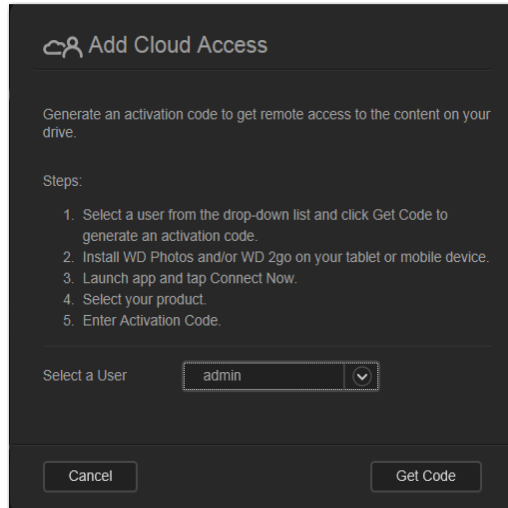 Add Cloud Access
Generate an activation code to get remote access to the content on your
drive.
Steps:
1. Select a user from the drop-down list and click Get Code to
generate an activation code.
2. Install WD Photos and/or WD 2go on your tablet or mobile device.
3. Launch app and tap Connect Now.
4. Select your product.
5. Enter Activation Code.
Select a User admin
Cancel Get Code